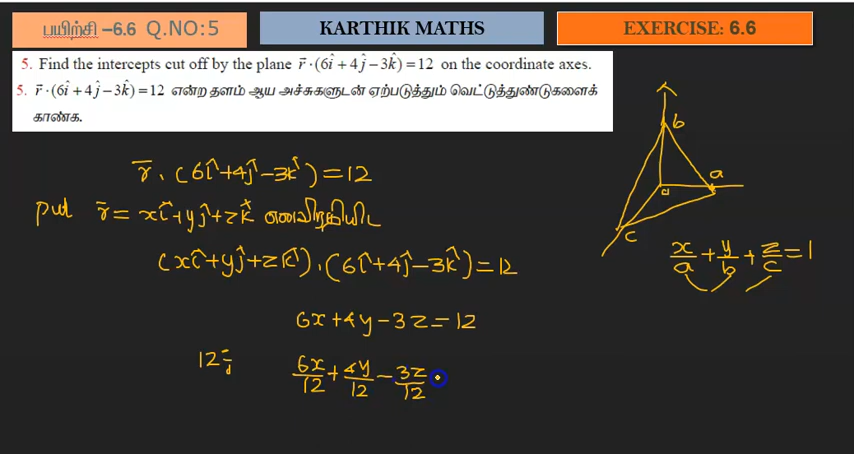 பயிற்சி –6.6 Q.NO:5
KARTHIK MATHS
EXERCISE: 6.6
5. Find the intercepts cut off by the plane r̄·(6î+4ĵ−3k̂)=12 on the coordinate axes.
5. r̄·(6î+4ĵ−3k̂)=12 என்ற தளம் ஆய அச்சுகளுடன் ஏற்படுத்தும் வெட்டுத்துண்டுகளைக்
காண்க.
b
a
o
c
r̄ . (6î+4ĵ−3k̂)=12
Put r̄ = xî+yĵ+zk̂
(xî+yĵ+zk̂).(6î+4ĵ−3k̂)=12
x/a + y/b + z/c = 1
6x+4y−3z=12
12÷, 6x/12 + 4y/12 − 3z/12